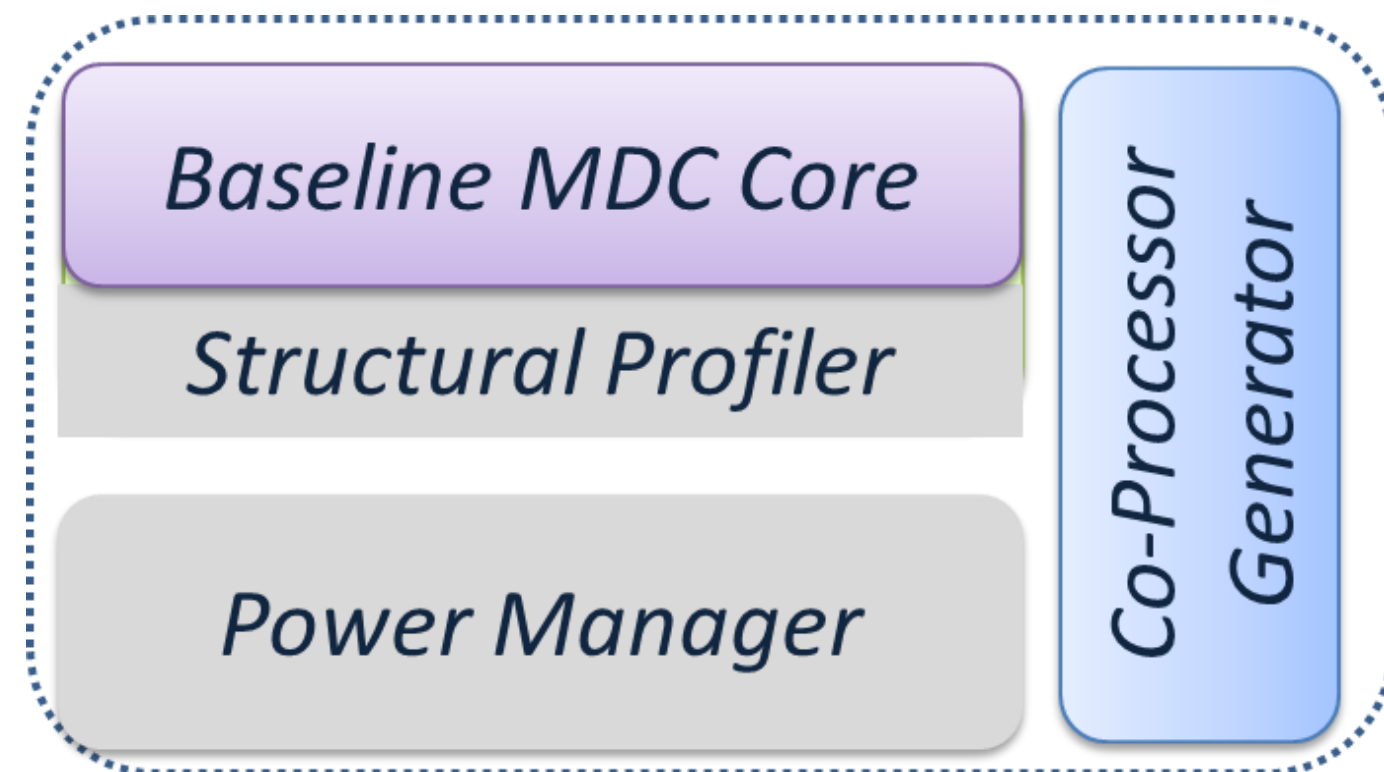 Baseline MDC Core
Structural Profiler
Power Manager
Co-Processor
Generator